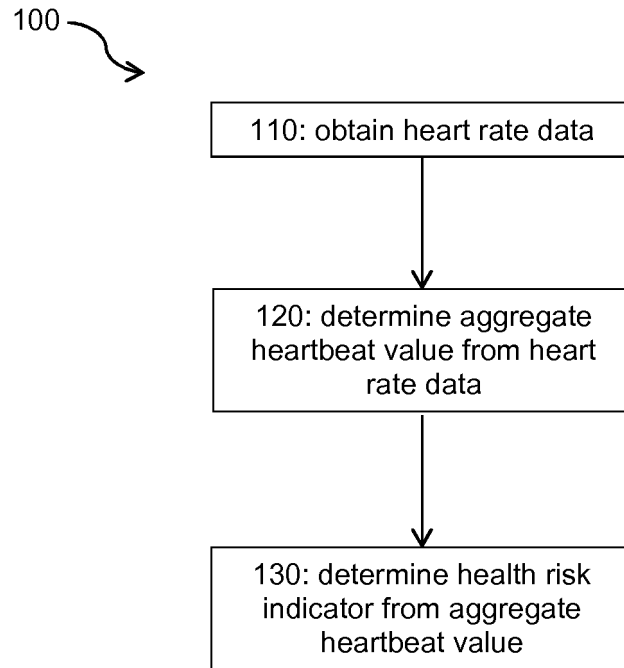 100
110: obtain heart rate data
120: determine aggregate
heartbeat value from heart
rate data
130: determine health risk
indicator from aggregate
heartbeat value